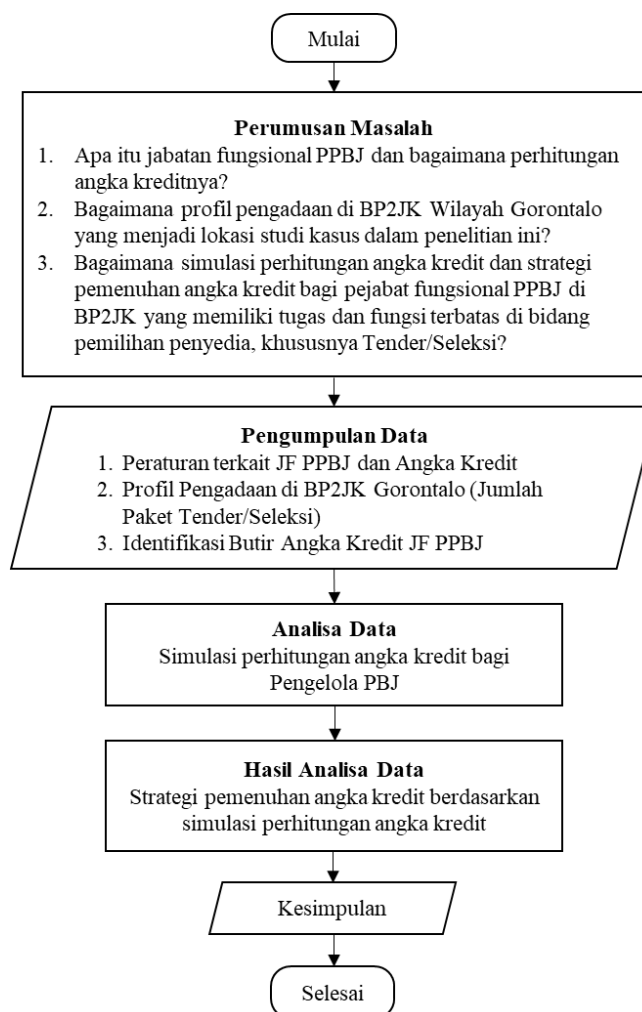 Mulai
Perumusan Masalah
1. Apa itu jabatan fungsional PPBJ dan bagaimana perhitungan
angka kreditnya?
2. Bagaimana profil pengadaan di BP2JK Wilayah Gorontalo
yang menjadi lokasi studi kasus dalam penelitian ini?
3. Bagaimana simulasi perhitungan angka kredit dan strategi
pemenuhan angka kredit bagi pejabat fungsional PPBJ di
BP2JK yang memiliki tugas dan fungsi terbatas di bidang
pemilihan penyedia, khususnya Tender/Seleksi?
Pengumpulan Data
1. Peraturan terkait JF PPBJ dan Angka Kredit
2. Profil Pengadaan di BP2JK Gorontalo (Jumlah
Paket Tender/Seleksi)
3. Identifikasi Butir Angka Kredit JF PPBJ
Analisa Data
Simulasi perhitungan angka kredit bagi
Pengelola PBJ
Hasil Analisa Data
Strategi pemenuhan angka kredit berdasarkan
simulasi perhitungan angka kredit
Kesimpulan
Selesai